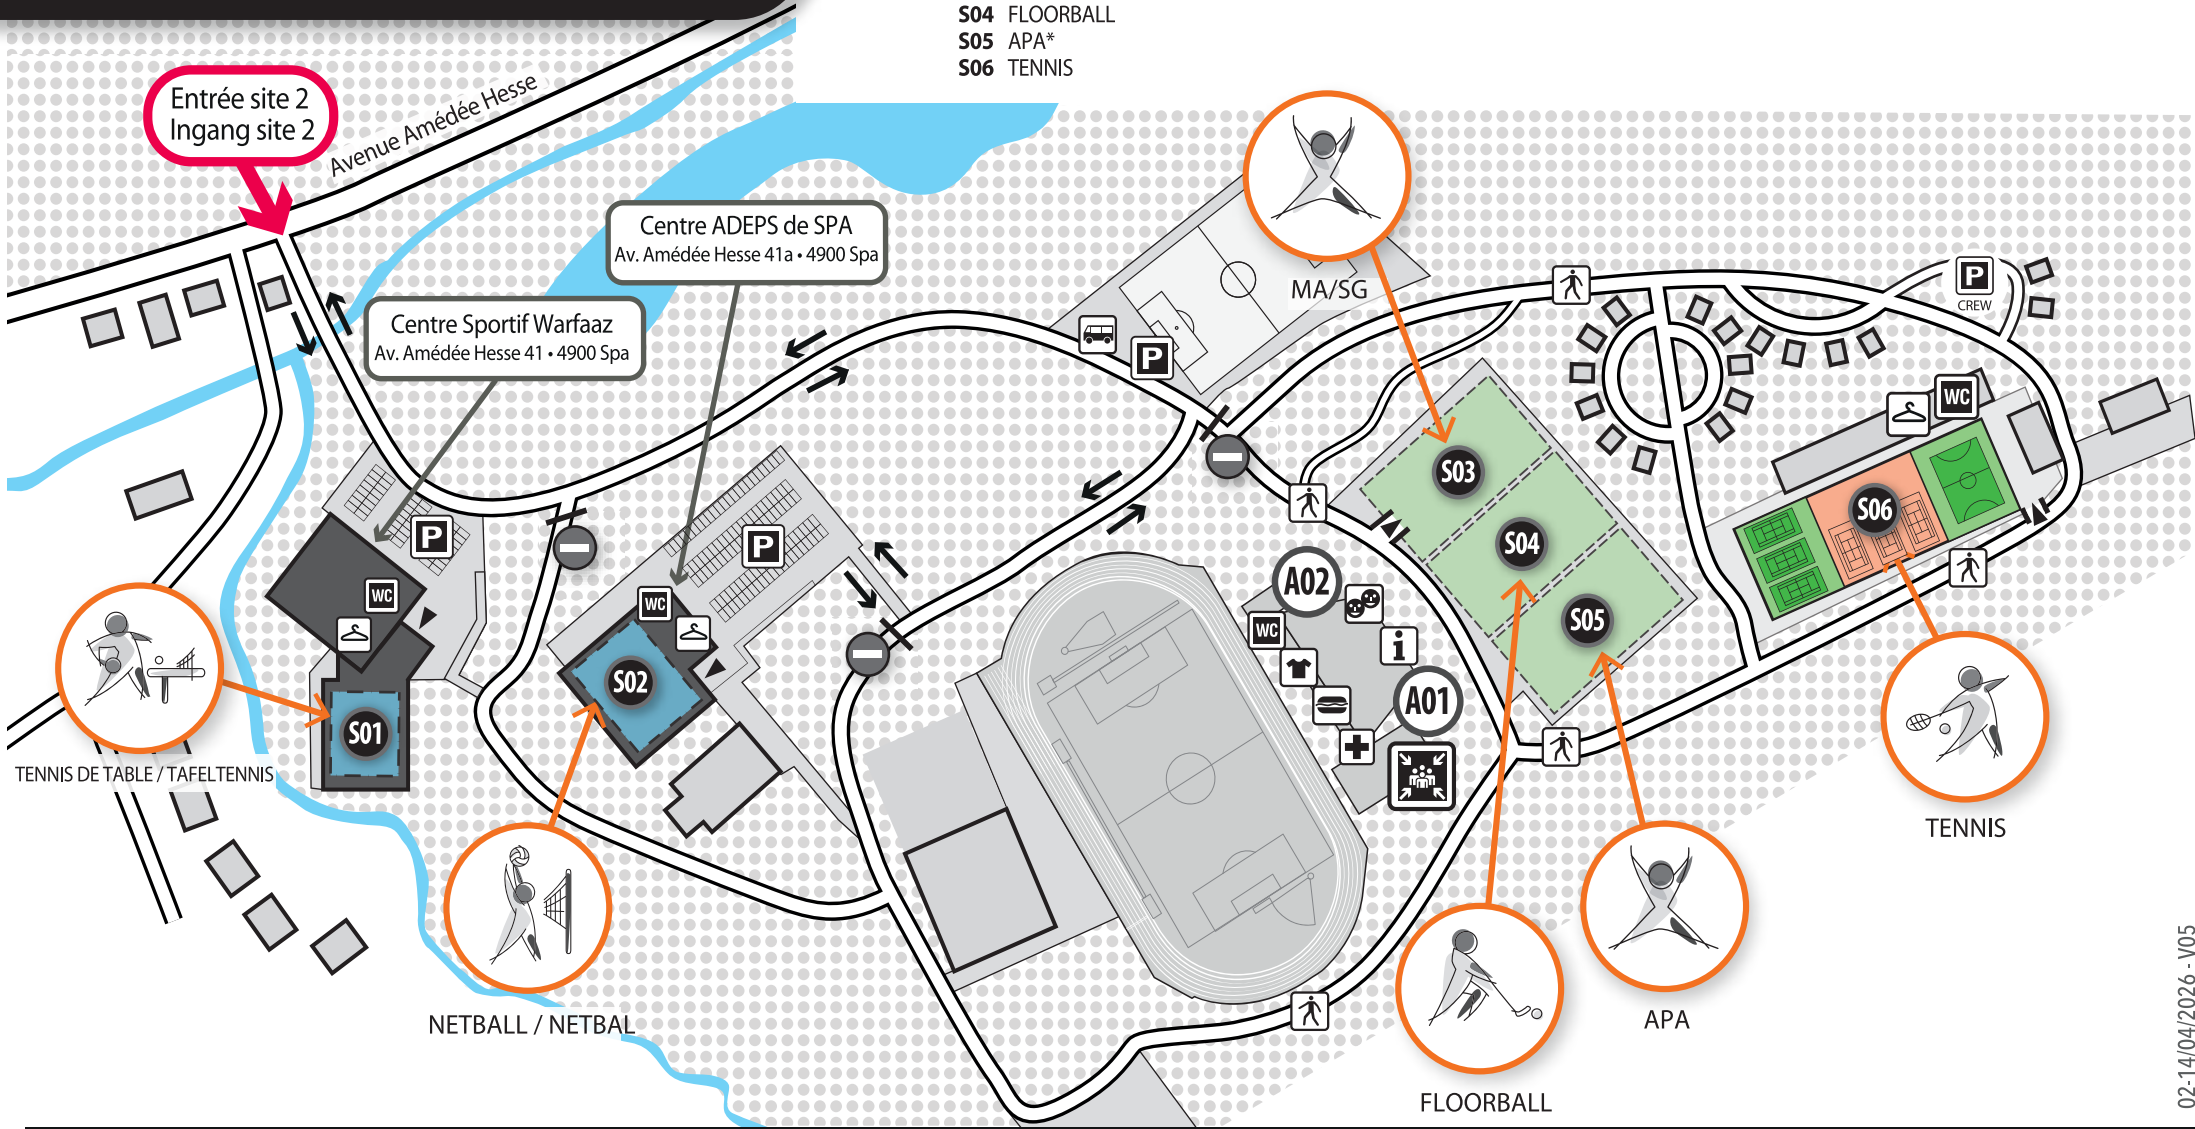 S04 FLOORBALL
S05 APA*
S06 TENNIS
Entrée site 2
Ingang site 2
Avenue Amédée Hesse
Centre ADEPS de SPA
Av. Amédée Hesse 41a • 4900 Spa
Centre Sportif Warfaaz
Av. Amédée Hesse 41 • 4900 Spa
MA/SG
P
CREW
P
WC
S03
S06
S04
P
P
A02
WC
WC
S05
WC
i
S02
A01
S01
TENNIS DE TABLE / TAFELTENNIS
TENNIS
NETBALL / NETBAL
APA
FLOORBALL
02-14/04/2026 - V05